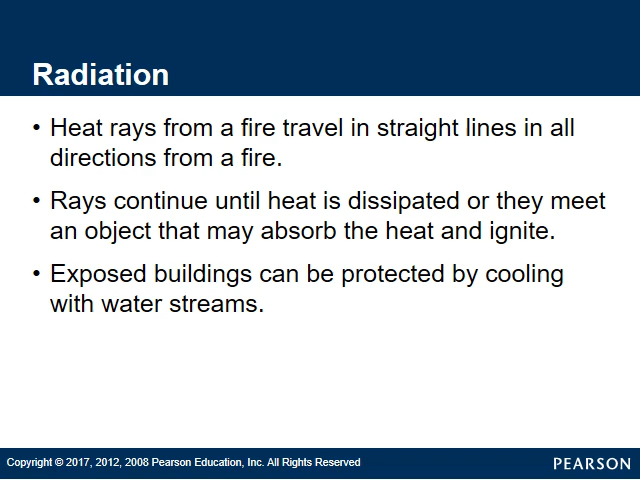 Radiation
• Heat rays from a fire travel in straight lines in all
directions from a fire.
• Rays continue until heat is dissipated or they meet
an object that may absorb the heat and ignite.
• Exposed buildings can be protected by cooling
with water streams.
Copyright © 2017, 2012, 2008 Pearson Education, Inc. All Rights Reserved
PEARSON